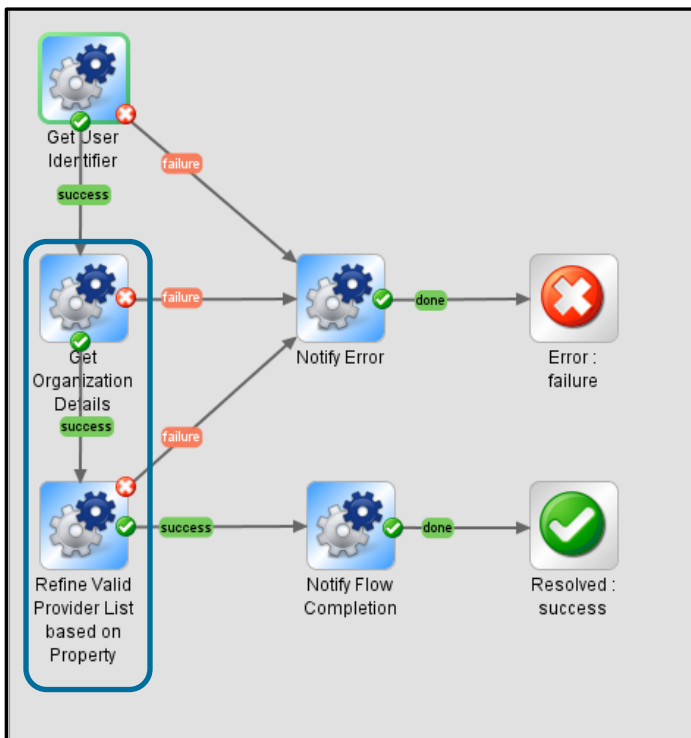 Get User
Identifier
failure
success
failure
done
Get
Organization
Details
Notify Error
Error :
failure
success
failure
success
done
Refine Valid
Provider List
based on
Property
Notify Flow
Completion
Resolved :
success